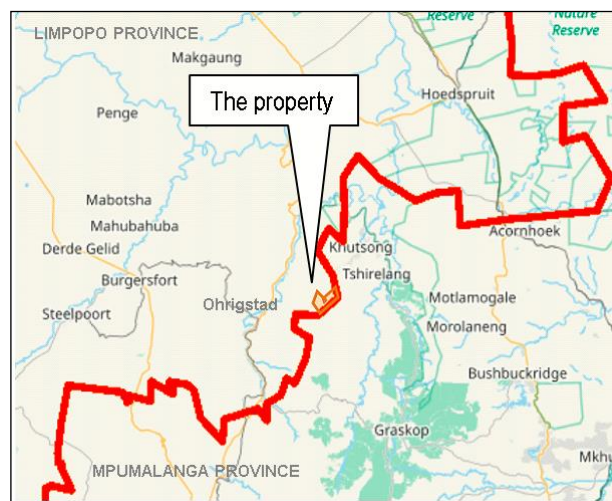 Reserve
Nature
Reserve
LIMPOPO PROVINCE
Makgaung
Hoedspruit
The property
Penge
Mabotsha
Mahubahuba
Derde Gelid
Acornhoek
Khutsong
Tshirelang
Burgersfort
Ohrigstad
Motlamogale
Steelpoort
Morolaneng
Bushbuckridge
Graskop
Mkhu
MPUMALANGA PROVINCE